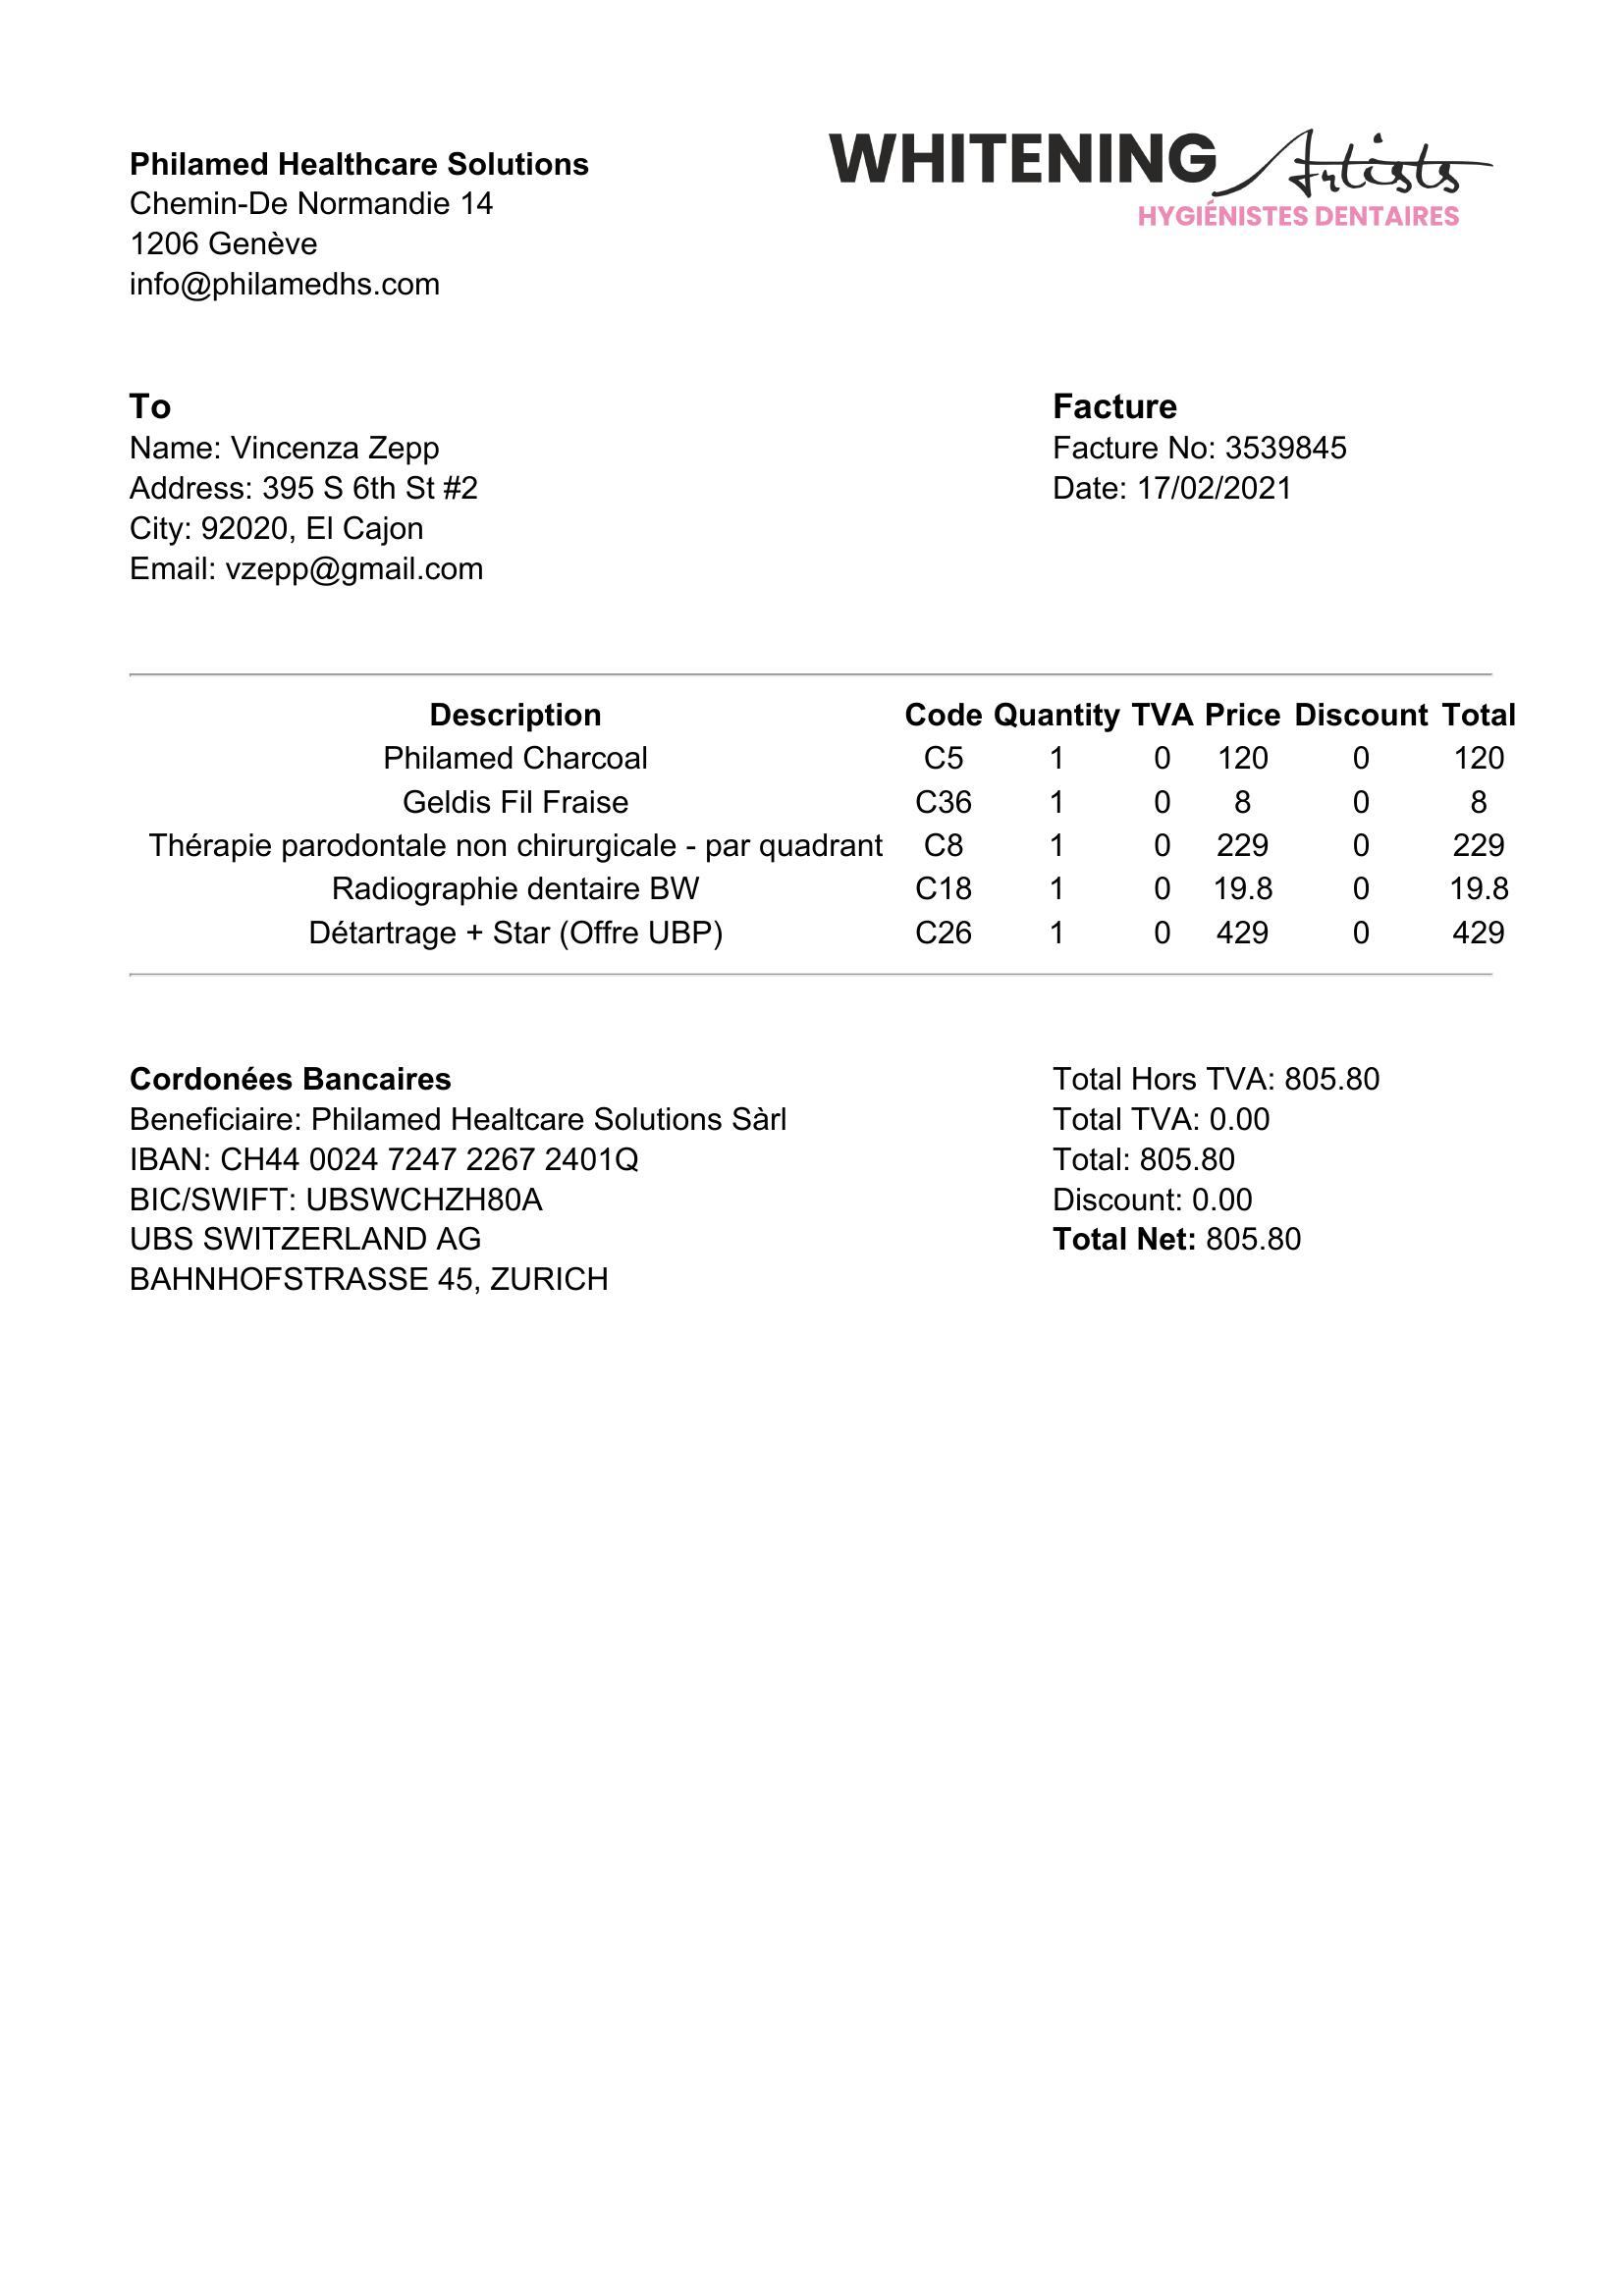 Philamed Healthcare Solutions
Chemin-De Normandie 14
1206 Genève
info@philamedhs.com
WHITENING Artists
HYGIÉNISTES DENTAIRES
To
Name: Vincenza Zepp
Address: 395 S 6th St #2
City: 92020, El Cajon
Email: vzepp@gmail.com
Facture
Facture No: 3539845
Date: 17/02/2021
Description Code Quantity TVA Price Discount Total
Philamed Charcoal C5 1 0 120 0 120
Geldis Fil Fraise C36 1 0 8 0 8
Thérapie parodontale non chirurgicale - par quadrant C8 1 0 229 0 229
Radiographie dentaire BW C18 1 0 19.8 0 19.8
Détartrage + Star (Offre UBP) C26 1 0 429 0 429
Cordonées Bancaires
Beneficiaire: Philamed Healtcare Solutions Sàrl
IBAN: CH44 0024 7247 2267 2401Q
BIC/SWIFT: UBSWCHZH80A
UBS SWITZERLAND AG
BAHNHOFSTRASSE 45, ZURICH
Total Hors TVA: 805.80
Total TVA: 0.00
Total: 805.80
Discount: 0.00
Total Net: 805.80